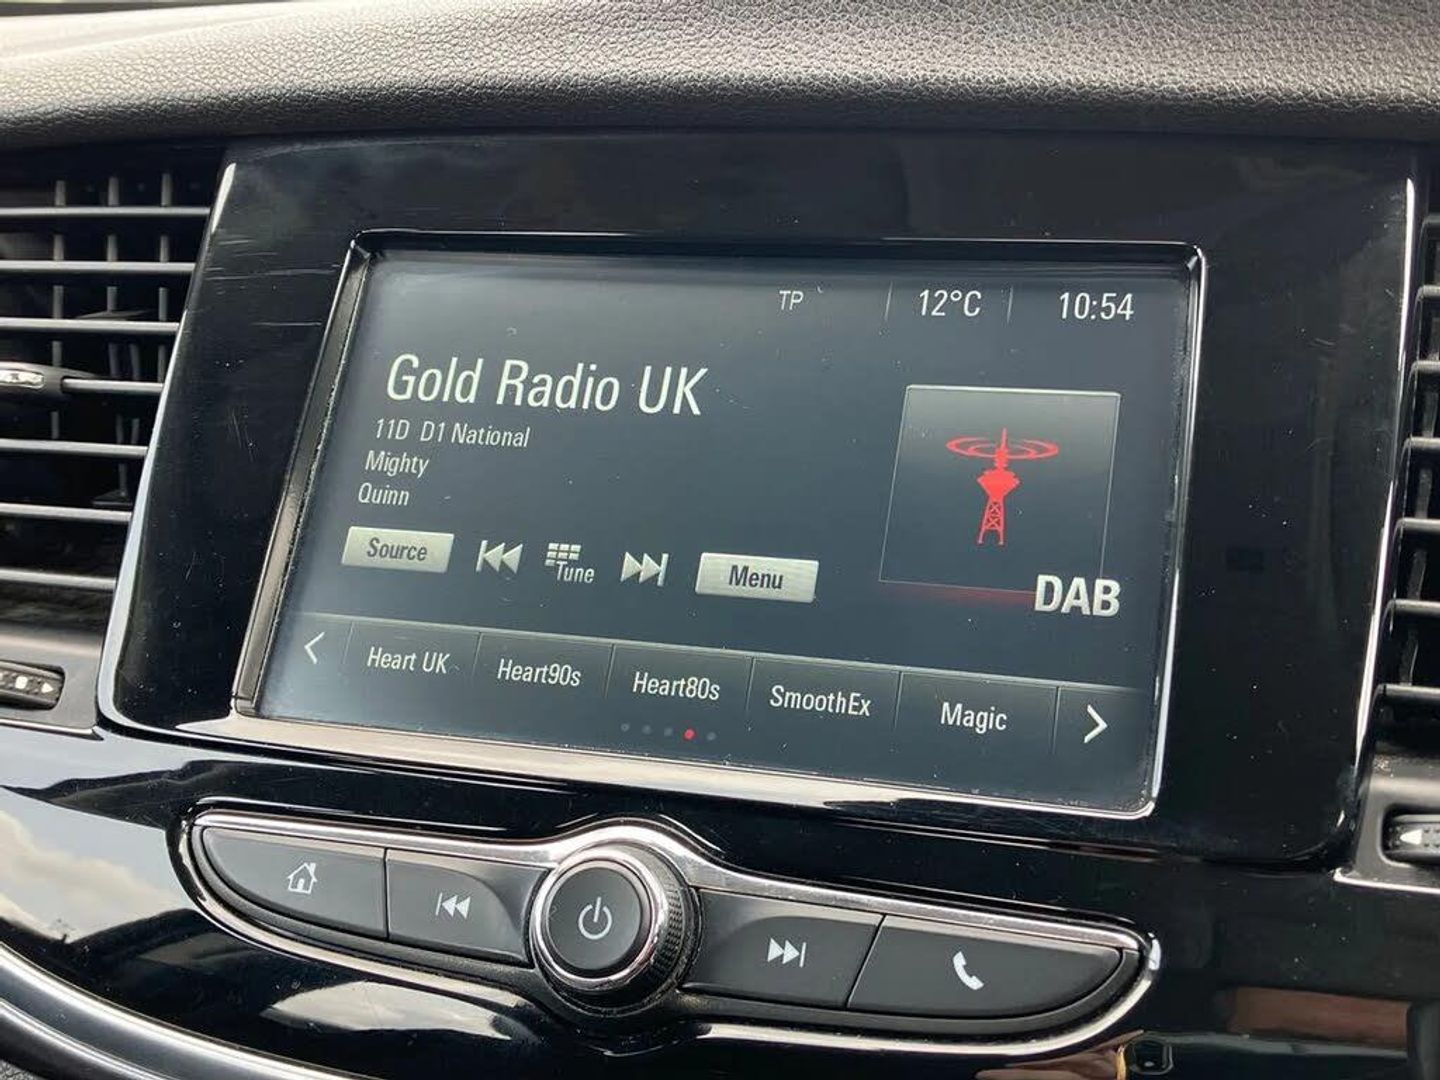 TP 12°C 10:54
Gold Radio UK
11D D1 National
Mighty
Quinn
Source Tune Menu
DAB
Heart UK Heart90s Heart80s SmoothEx Magic